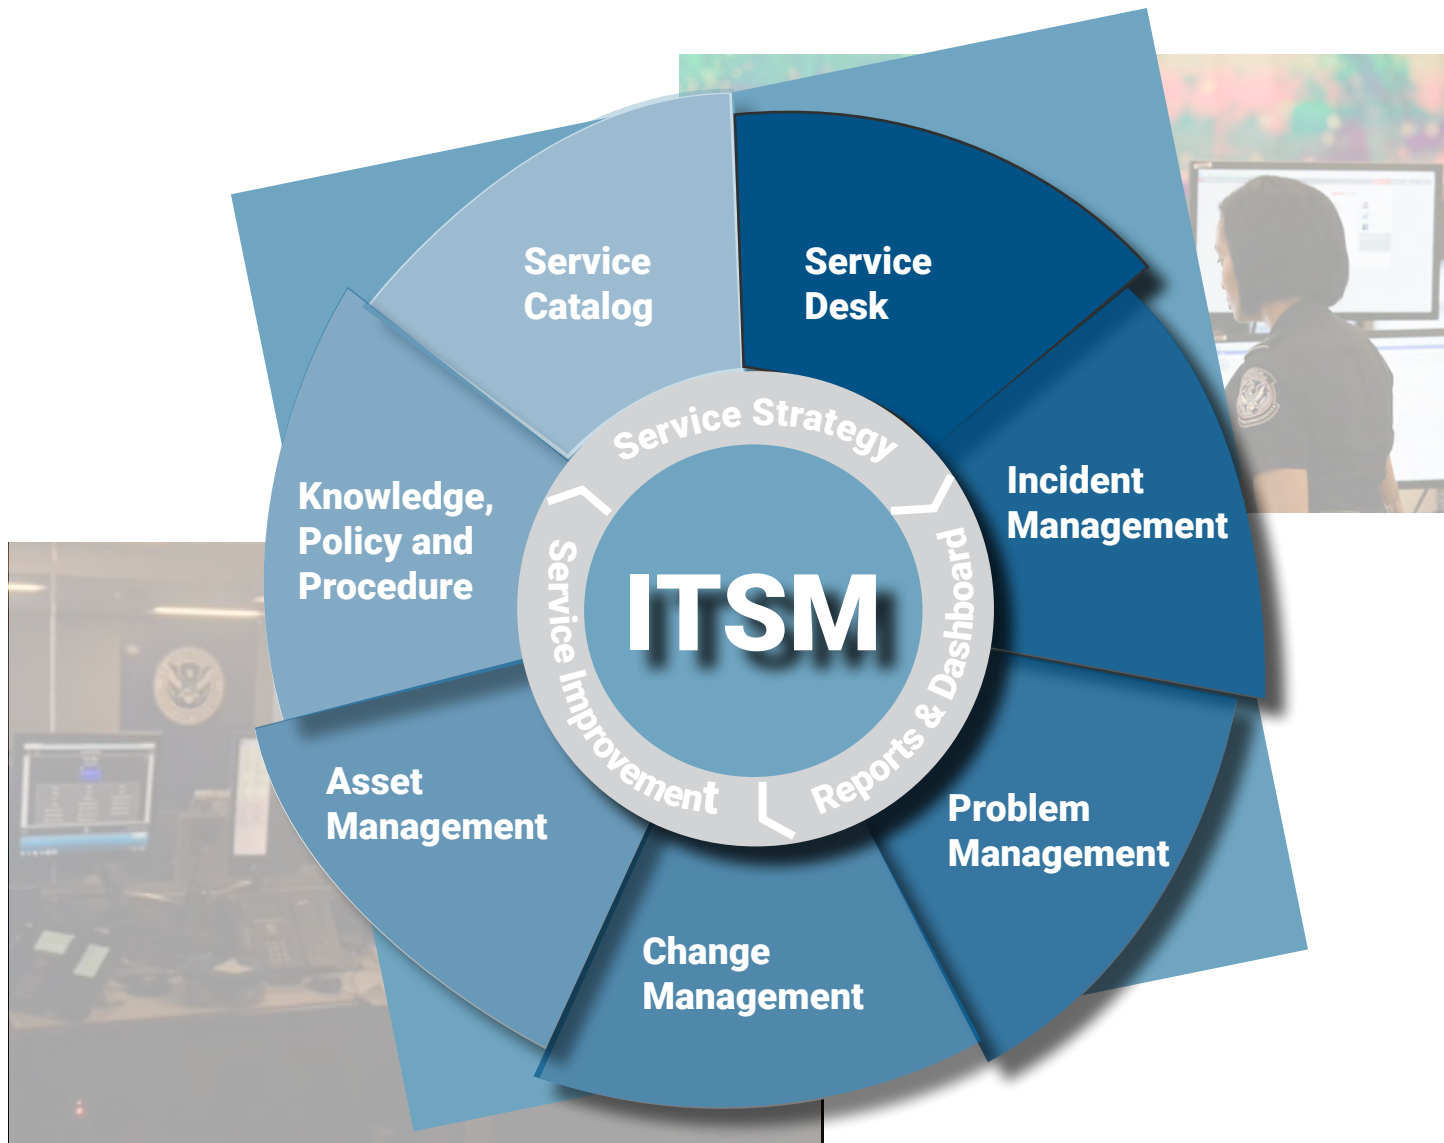 Service
Catalog
Service
Desk
Incident
Management
Problem
Management
Change
Management
Asset
Management
Knowledge,
Policy and
Procedure
Service Strategy
Reports & Dashboard
Service Improvement
ITSM